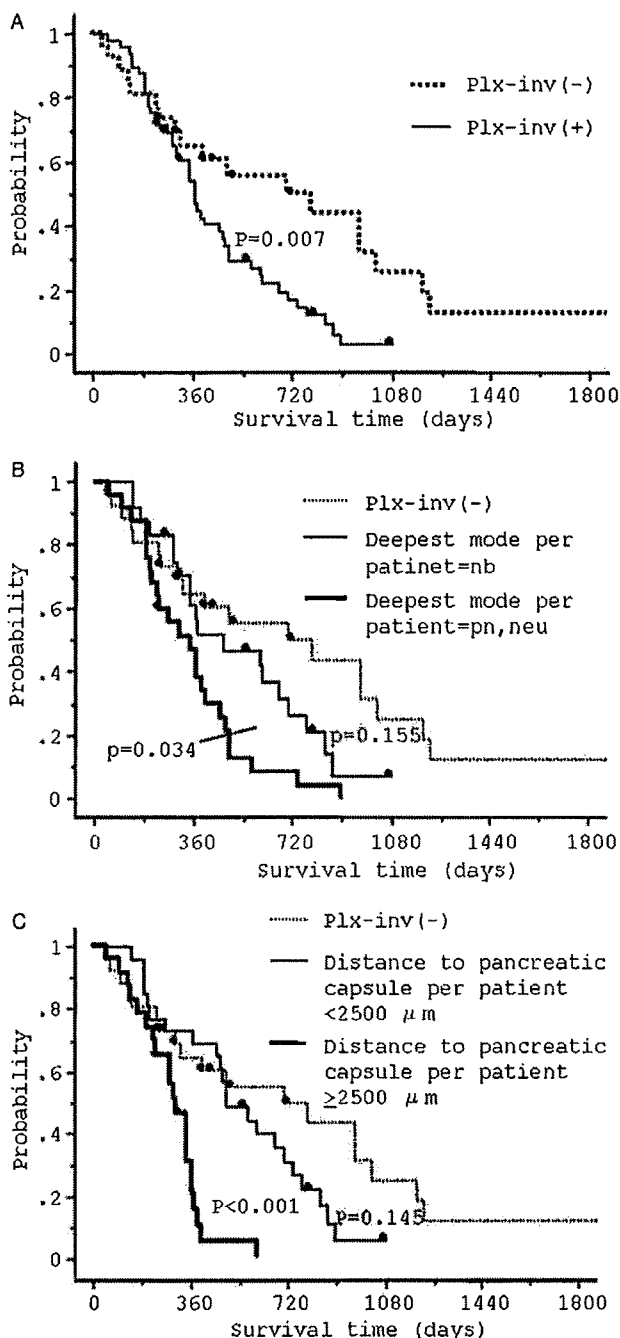 A
Probability
1
.8
.6
.4
.2
0
Plx-inv(-)
Plx-inv(+)
P=0.007
0 360 720 1080 1440 1800
Survival time (days)
B
Probability
1
.8
.6
.4
.2
0
Plx-inv(-)
Deepest mode per
patinet=nb
Deepest mode per
patient=pn,neu
p=0.034
p=0.155
0 360 720 1080 1440 1800
Survival time (days)
C
Probability
1
.8
.6
.4
.2
0
Plx-inv(-)
Distance to pancreatic
capsule per patient
<2500 μm
Distance to pancreatic
capsule per patient
≥2500 μm
P<0.001
P=0.145
0 360 720 1080 1440 1800
Survival time (days)